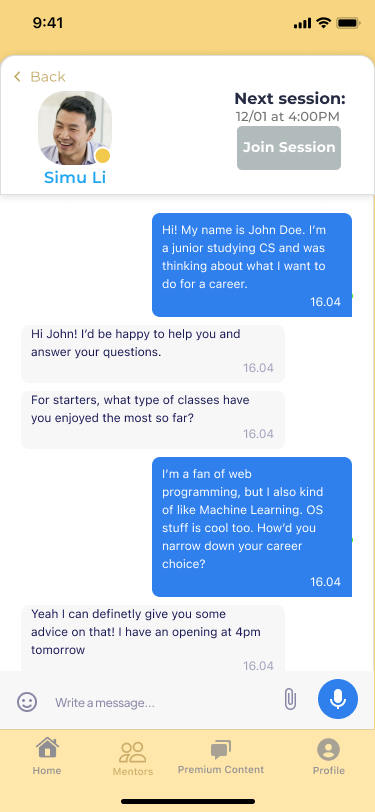 9:41
Back
Next session:
12/01 at 4:00PM
Join Session
Simu Li
Hi! My name is John Doe. I'm
a junior studying CS and was
thinking about what I want to
do for a career.
16.04
Hi John! I'd be happy to help you and
answer your questions.
16.04
For starters, what type of classes have
you enjoyed the most so far?
16.04
I'm a fan of web
programming, but I also kind
of like Machine Learning. OS
stuff is cool too. How'd you
narrow down your career
choice?
16.04
Yeah I can definetly give you some
advice on that! I have an opening at 4pm
tomorrow
16.04
Write a message...
Home
Mentors
Premium Content
Profile